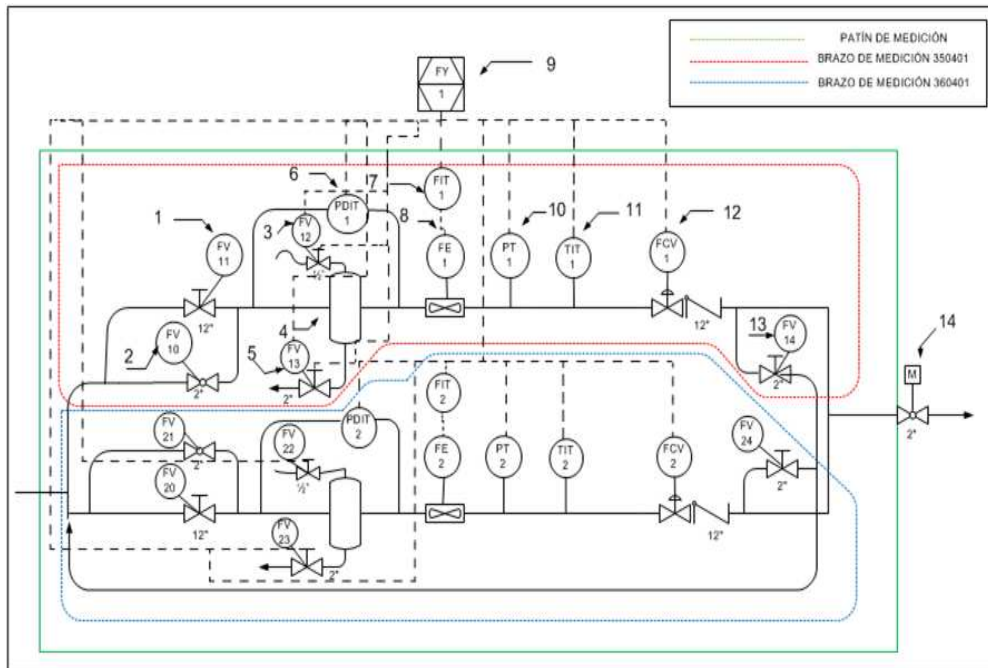 PATÍN DE MEDICIÓN
BRAZO DE MEDICIÓN 350401
BRAZO DE MEDICIÓN 360401
FY
1
9
6
7
FIT
1
PDIT
1
1
3
FV
12
8
10
11
12
FV
11
FE
1
PT
1
TIT
1
FCV
1
½"
12"
4
12"
13
FV
14
14
2
FV
10
5
FV
13
M
2"
2"
2"
FIT
2
2"
PDIT
2
FV
21
FV
22
FE
2
PT
2
TIT
2
FCV
2
FV
24
2"
FV
20
½"
2"
12"
FV
23
12"
2"